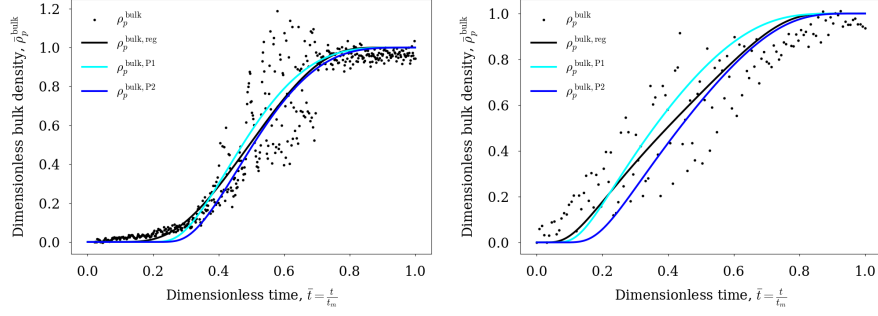 1.2
1.0
0.8
0.6
0.4
0.2
0.0
Dimensionless bulk density, ρ̄_p^bulk
ρ_p^bulk
ρ_p^bulk, reg
ρ_p^bulk, P1
ρ_p^bulk, P2
0.0 0.2 0.4 0.6 0.8 1.0
Dimensionless time, t̄ = t/t_m
1.0
0.8
0.6
0.4
0.2
0.0
Dimensionless bulk density, ρ̄_p^bulk
ρ_p^bulk
ρ_p^bulk, reg
ρ_p^bulk, P1
ρ_p^bulk, P2
0.0 0.2 0.4 0.6 0.8 1.0
Dimensionless time, t̄ = t/t_m